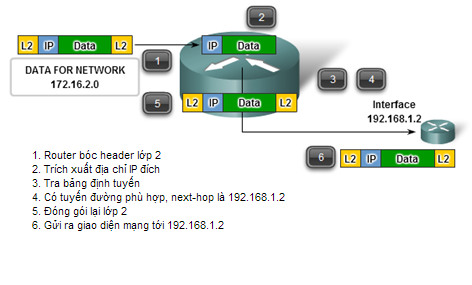 2
L2 IP Data L2
IP Data
1
DATA FOR NETWORK
172.16.2.0
3 4
5
L2 IP Data L2
Interface
192.168.1.2
6
L2 IP Data L2
1. Router bóc header lớp 2
2. Trích xuất địa chỉ IP đích
3. Tra bảng định tuyến
4. Có tuyến đường phù hợp, next-hop là 192.168.1.2
5. Đóng gói lại lớp 2
6. Gửi ra giao diện mạng tới 192.168.1.2